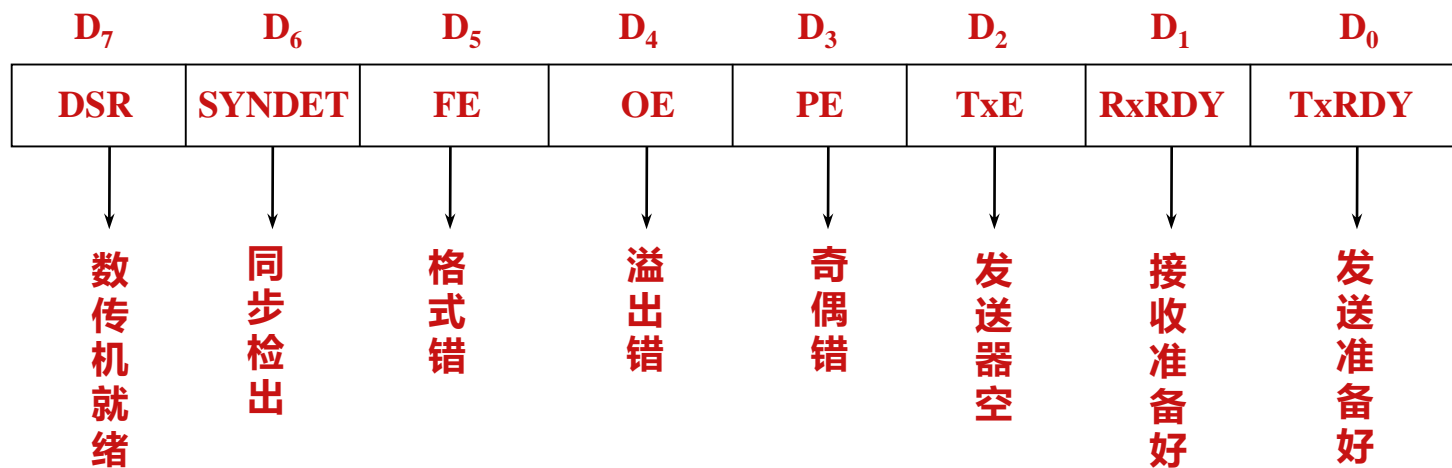 D₇ D₆ D₅ D₄ D₃ D₂ D₁ D₀
DSR SYNDET FE OE PE TxE RxRDY TxRDY
数传机就绪
同步检出
格式错
溢出错
奇偶错
发送器空
接收准备好
发送准备好